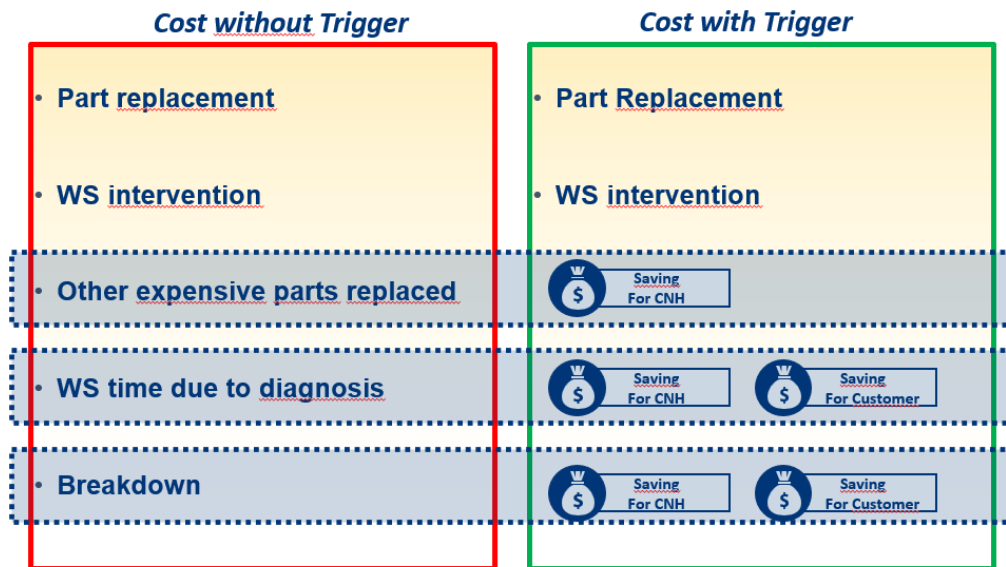 Cost without Trigger
Cost with Trigger
• Part replacement
• Part Replacement
• WS intervention
• WS intervention
• Other expensive parts replaced
$
Saving
For CNH
• WS time due to diagnosis
$
Saving
For CNH
$
Saving
For Customer
• Breakdown
$
Saving
For CNH
$
Saving
For Customer